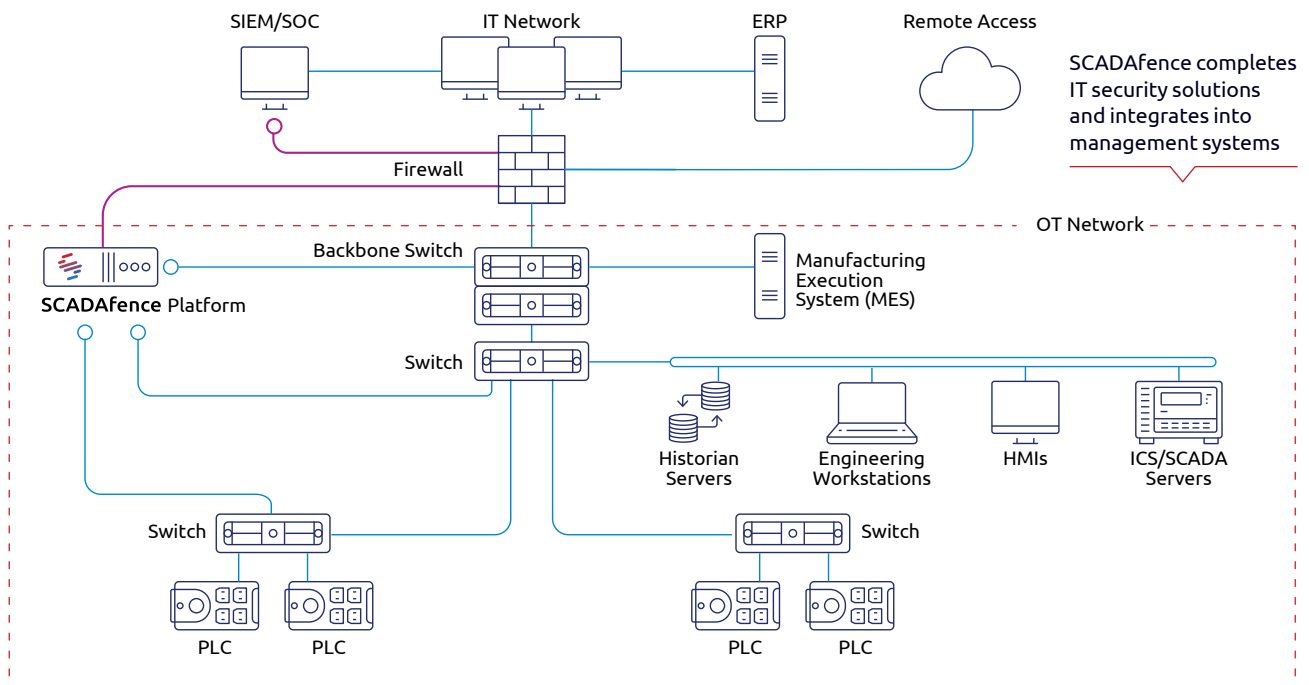 SIEM/SOC
IT Network
ERP
Remote Access
SCADAfence completes
IT security solutions
and integrates into
management systems
Firewall
OT Network
Backbone Switch
Manufacturing
Execution
System (MES)
SCADAfence Platform
Switch
Historian
Servers
Engineering
Workstations
HMIs
ICS/SCADA
Servers
Switch
Switch
PLC
PLC
PLC
PLC